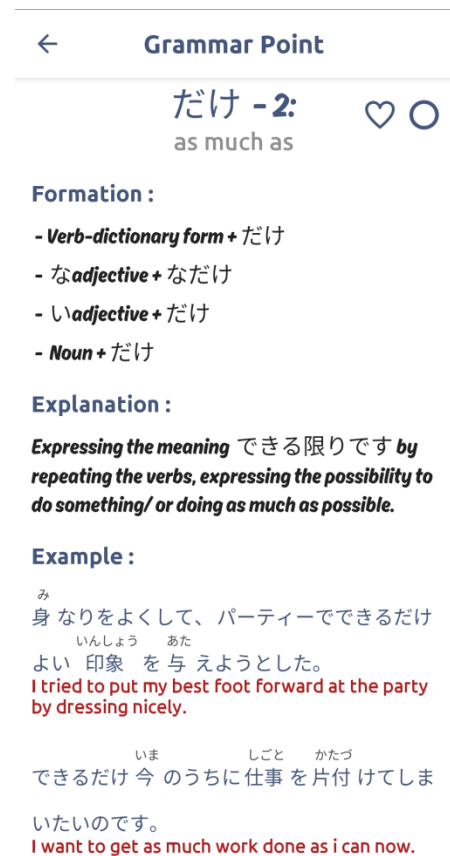 Grammar Point
だけ - 2:
as much as
Formation :
- Verb-dictionary form + だけ
- なadjective + なだけ
- いadjective + だけ
- Noun + だけ
Explanation :
Expressing the meaning できる限りです by
repeating the verbs, expressing the possibility to
do something/ or doing as much as possible.
Example :
み
身 なりをよくして、 パーティーでできるだけ
いんしょう あた
よい 印象 を 与 えようとした。
I tried to put my best foot forward at the party
by dressing nicely.
いま しごと かたづ
できるだけ 今 のうちに 仕事 を 片付 けてしま
いたいのです。
I want to get as much work done as i can now.